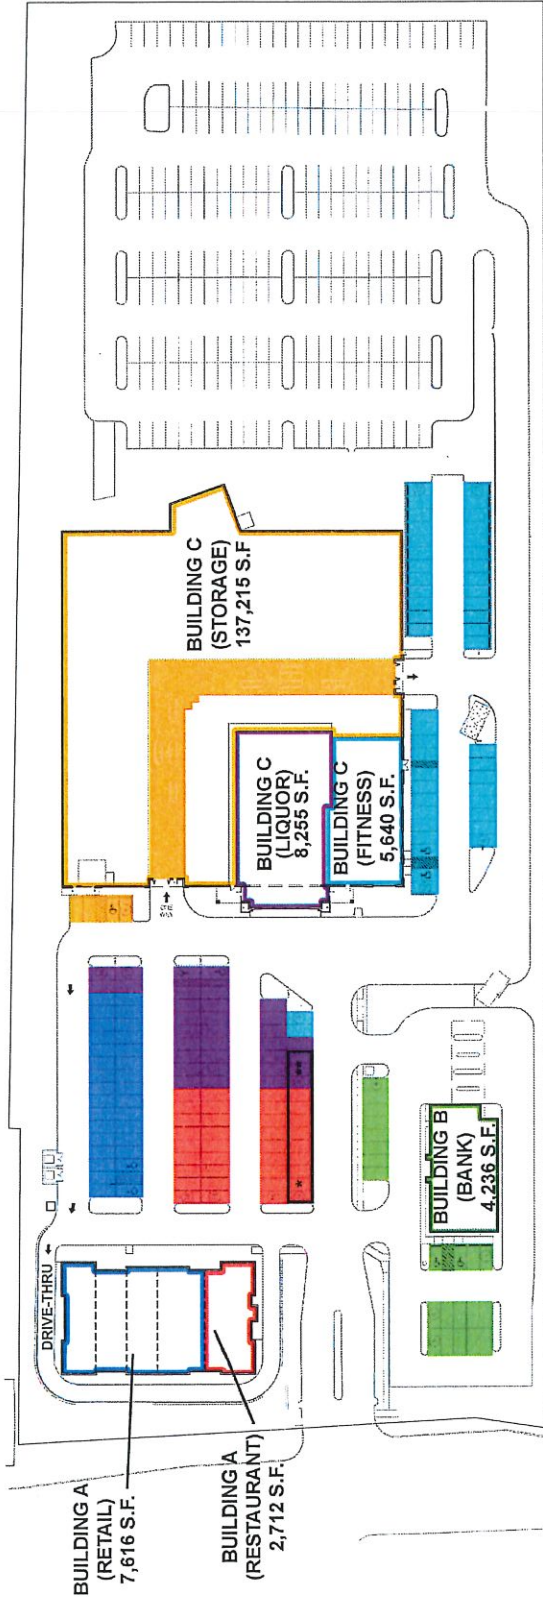 BUILDING A
(RETAIL)
7,616 S.F.
DRIVE-THRU
BUILDING A
(RESTAURANT)
2,712 S.F.
BUILDING B
(BANK)
4,236 S.F.
BUILDING C
(LIQUOR)
8,255 S.F.
BUILDING C
(FITNESS)
5,640 S.F.
BUILDING C
(STORAGE)
137,215 S.F
*
**